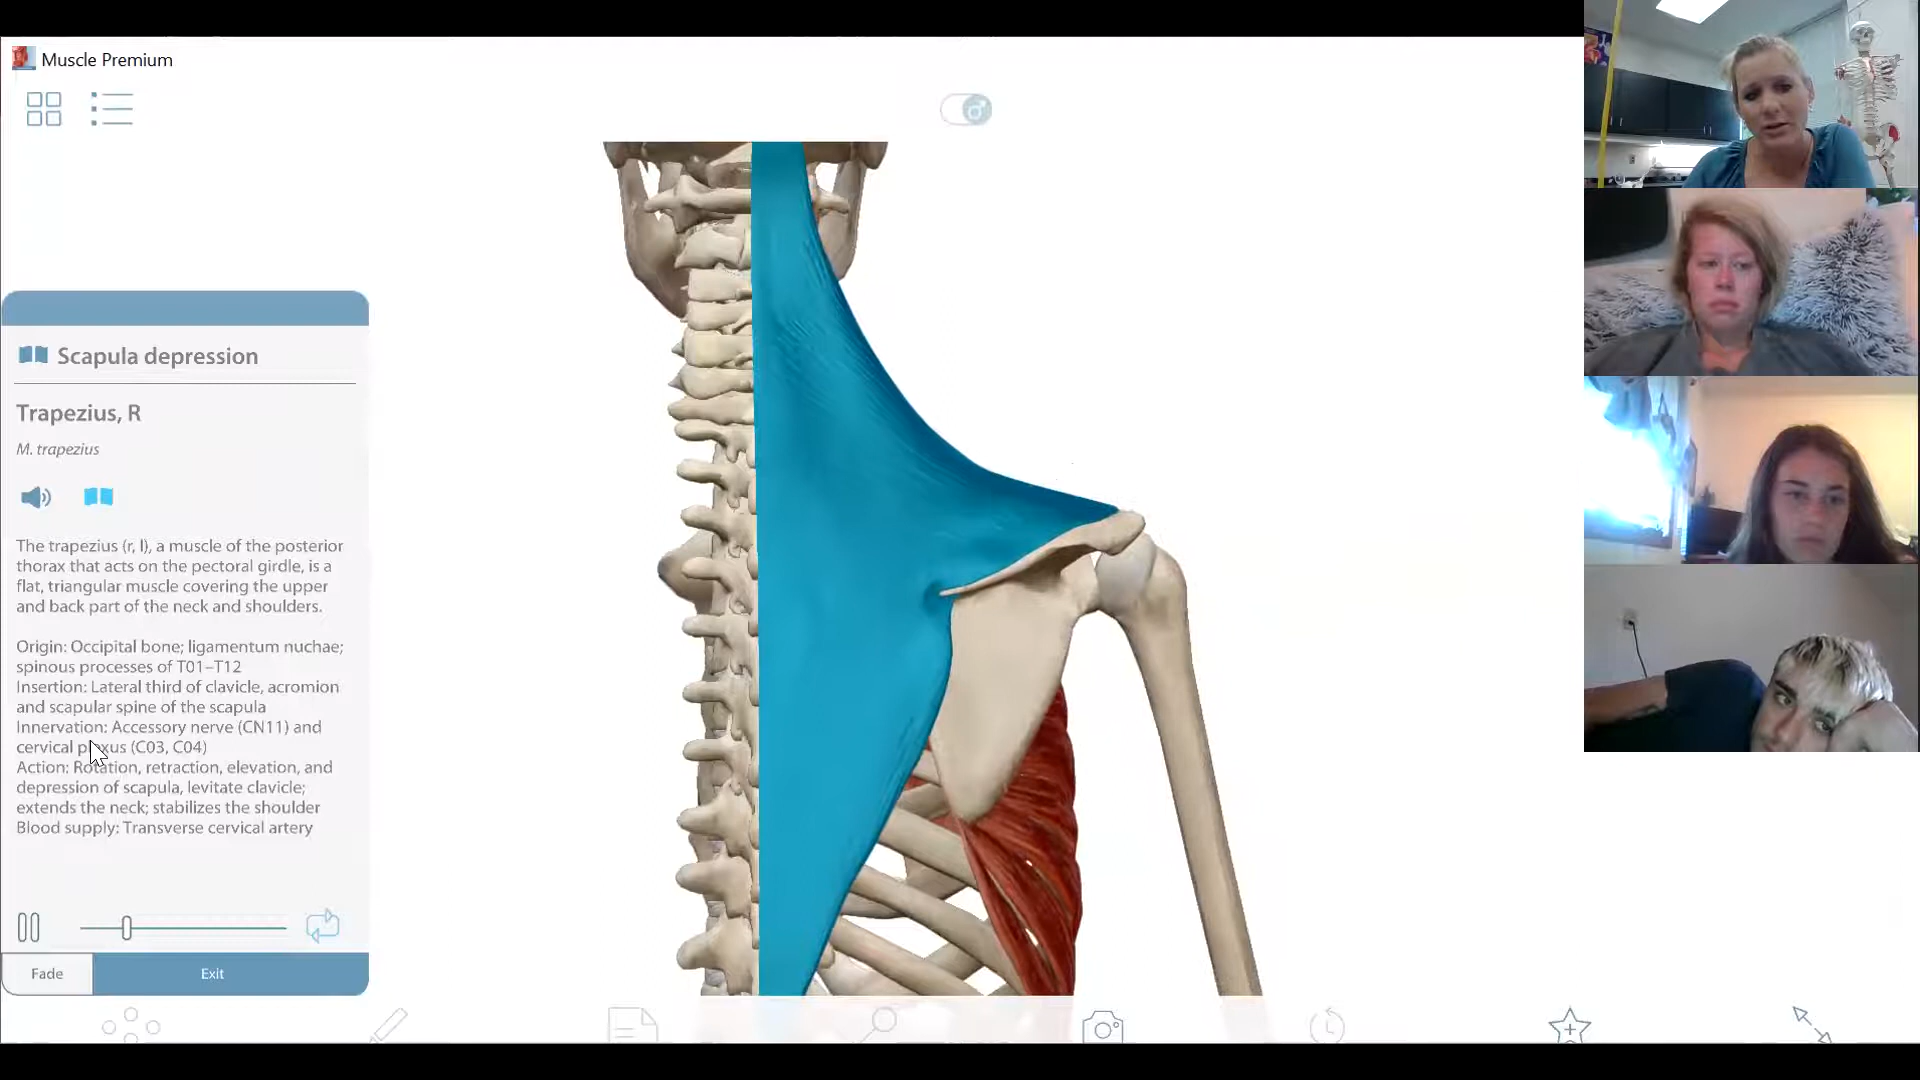 Muscle Premium
Scapula depression
Trapezius, R
M. trapezius
The trapezius (r, l), a muscle of the posterior
thorax that acts on the pectoral girdle, is a
flat, triangular muscle covering the upper
and back part of the neck and shoulders.
Origin: Occipital bone; ligamentum nuchae;
spinous processes of T01–T12
Insertion: Lateral third of clavicle, acromion
and scapular spine of the scapula
Innervation: Accessory nerve (CN11) and
cervical plexus (C03, C04)
Action: Rotation, retraction, elevation, and
depression of scapula, levitate clavicle;
extends the neck; stabilizes the shoulder
Blood supply: Transverse cervical artery
Fade
Exit